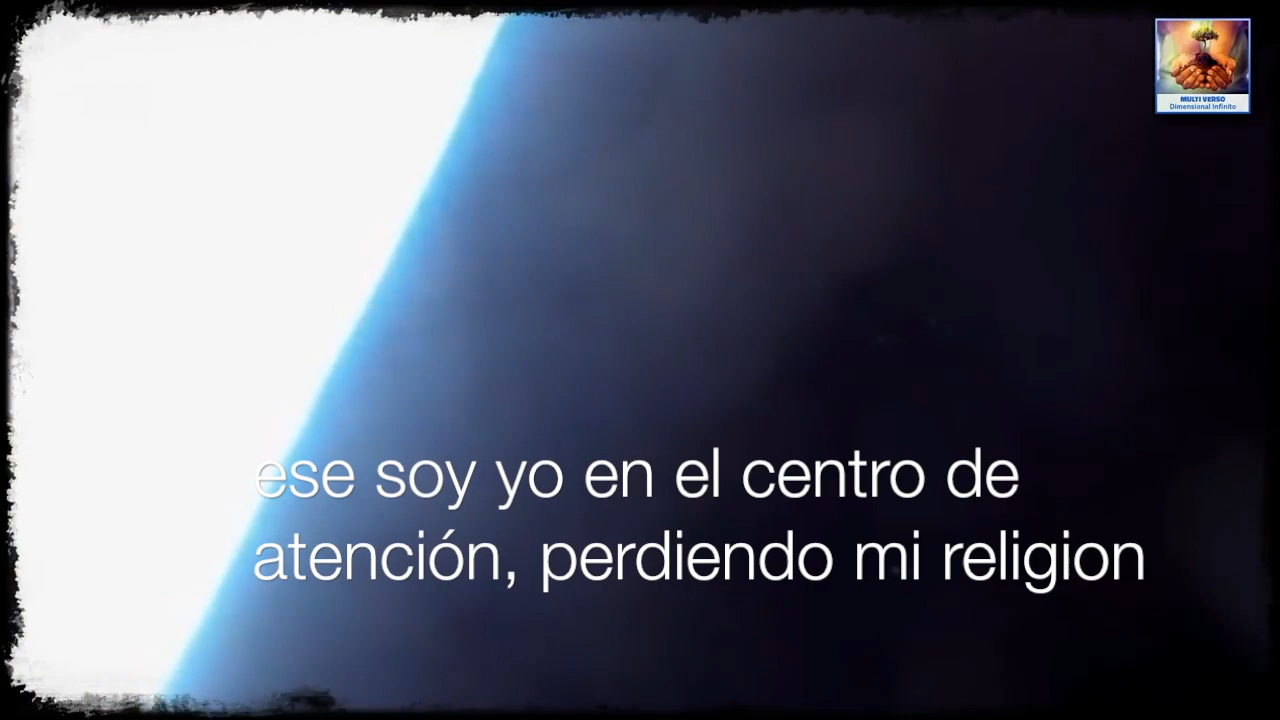 MULTI VERSO
Dimensional Infinito
ese soy yo en el centro de
atención, perdiendo mi religion